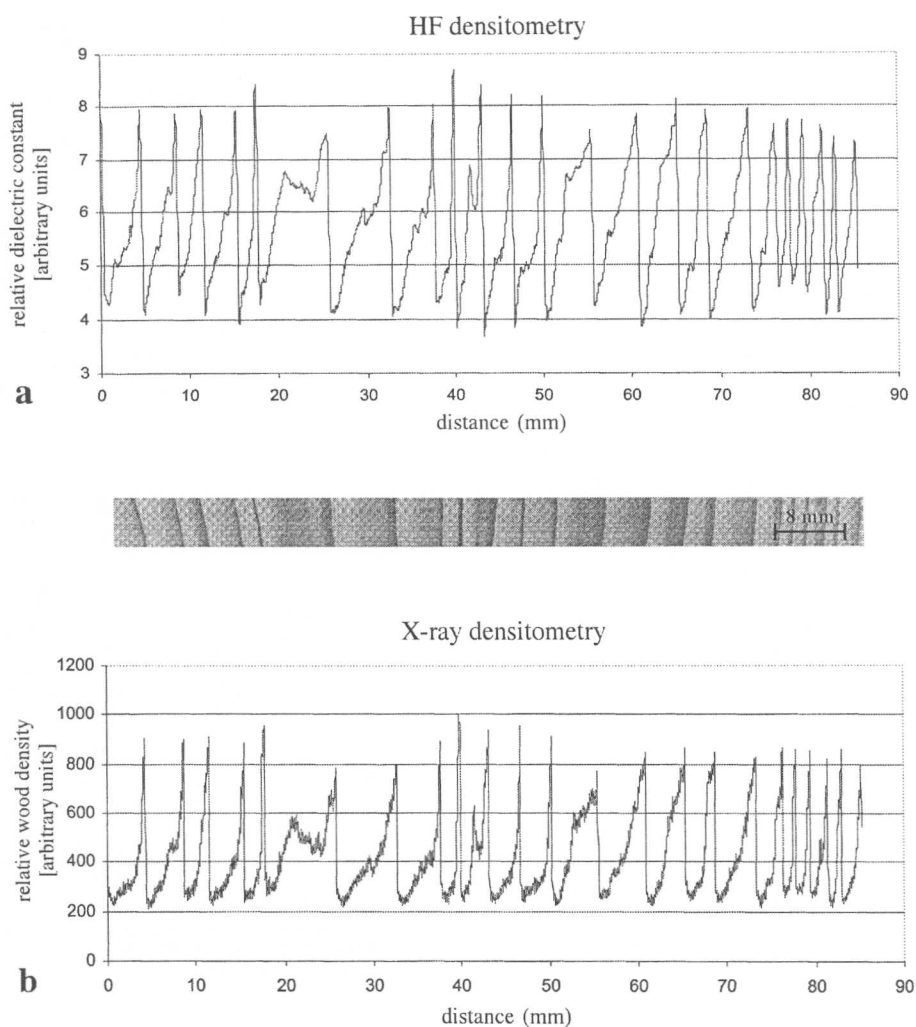 HF densitometry
9
8
7
6
5
4
3
relative dielectric constant
[arbitrary units]
0 10 20 30 40 50 60 70 80 90
distance (mm)
a
8 mm
X-ray densitometry
1200
1000
800
600
400
200
0
relative wood density
[arbitrary units]
0 10 20 30 40 50 60 70 80 90
distance (mm)
b